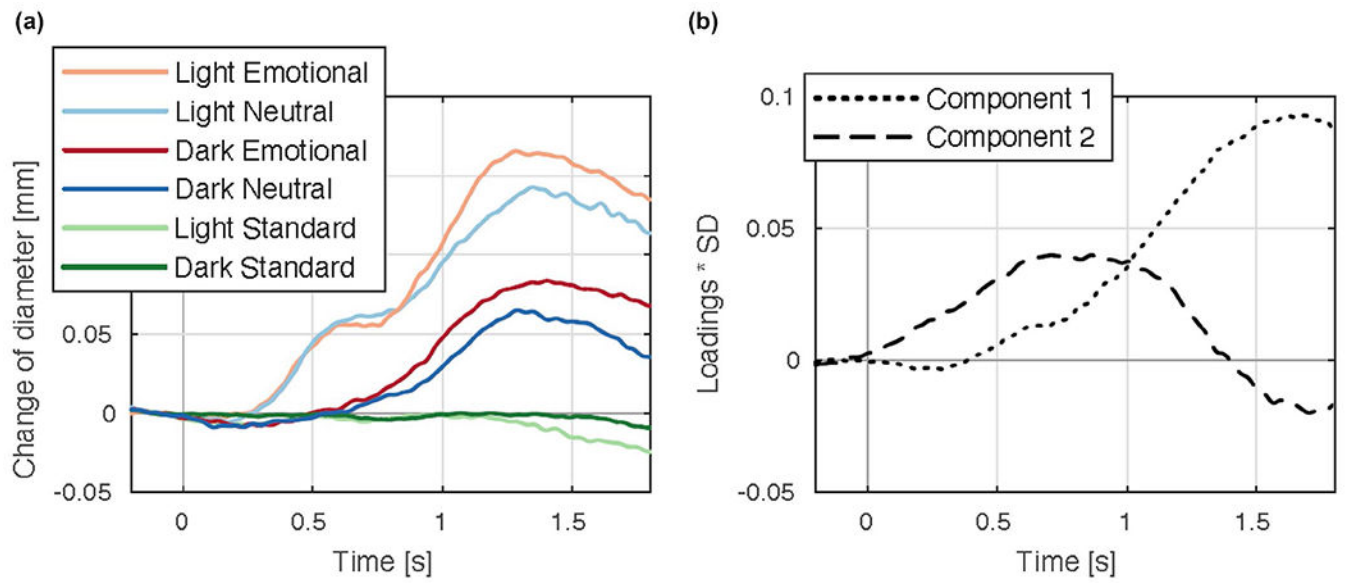 (a)
Light Emotional
Light Neutral
Dark Emotional
Dark Neutral
Light Standard
Dark Standard
Change of diameter [mm]
0.05
0
-0.05
0
0.5
1
1.5
Time [s]
(b)
Component 1
Component 2
Loadings * SD
0.1
0.05
0
-0.05
0
0.5
1
1.5
Time [s]